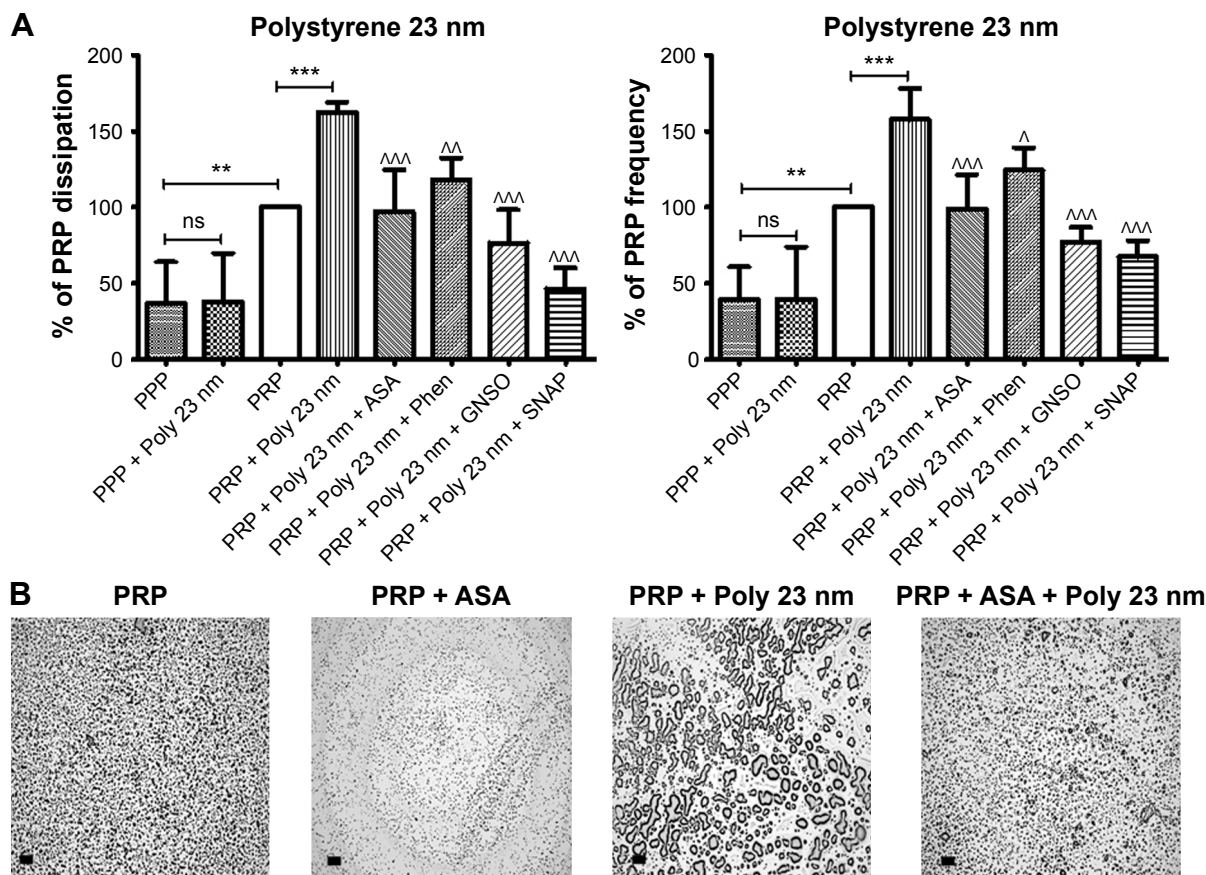 A
Polystyrene 23 nm
% of PRP dissipation
200
150
100
50
0
**
ns
***
^^^
^^
^^^
^^^
PPP
PPP + Poly 23 nm
PRP
PRP + Poly 23 nm
PRP + Poly 23 nm + ASA
PRP + Poly 23 nm + Phen
PRP + Poly 23 nm + GNSO
PRP + Poly 23 nm + SNAP
Polystyrene 23 nm
% of PRP frequency
200
150
100
50
0
**
ns
***
^^^
^
^^^
^^^
PPP
PPP + Poly 23 nm
PRP
PRP + Poly 23 nm
PRP + Poly 23 nm + ASA
PRP + Poly 23 nm + Phen
PRP + Poly 23 nm + GNSO
PRP + Poly 23 nm + SNAP
B
PRP
PRP + ASA
PRP + Poly 23 nm
PRP + ASA + Poly 23 nm